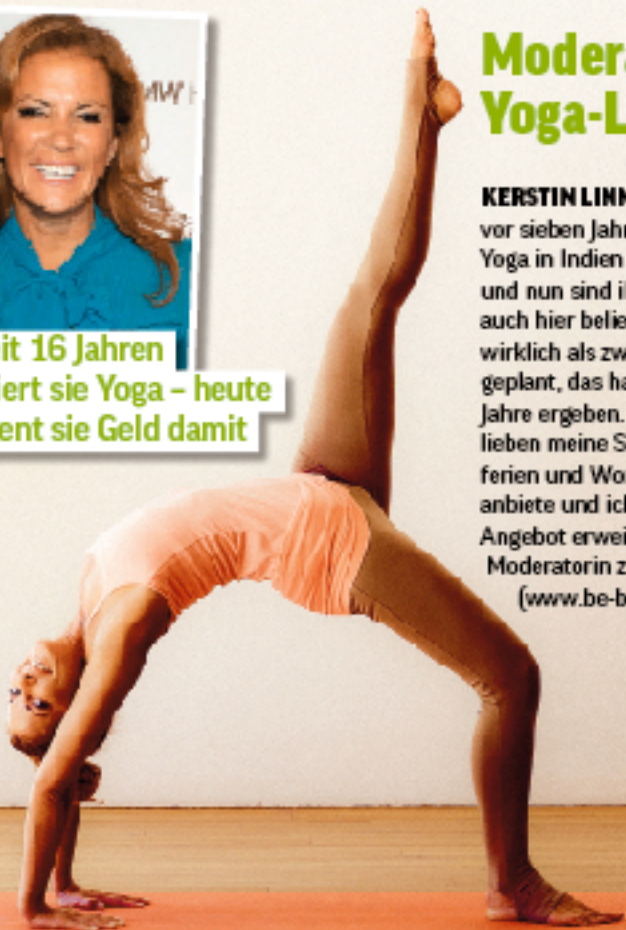 Moder
Yoga-L
KERSTIN LINN
vor sieben Jahr
Yoga in Indien
und nun sind i
auch hier belie
wirklich als zw
geplant, das ha
Jahre ergeben.
lieben meine S
ferien und Wo
anbiete und ich
Angebot erwei
Moderatorin z
(www.be-b
it 16 Jahren
iert sie Yoga – heute
ent sie Geld damit